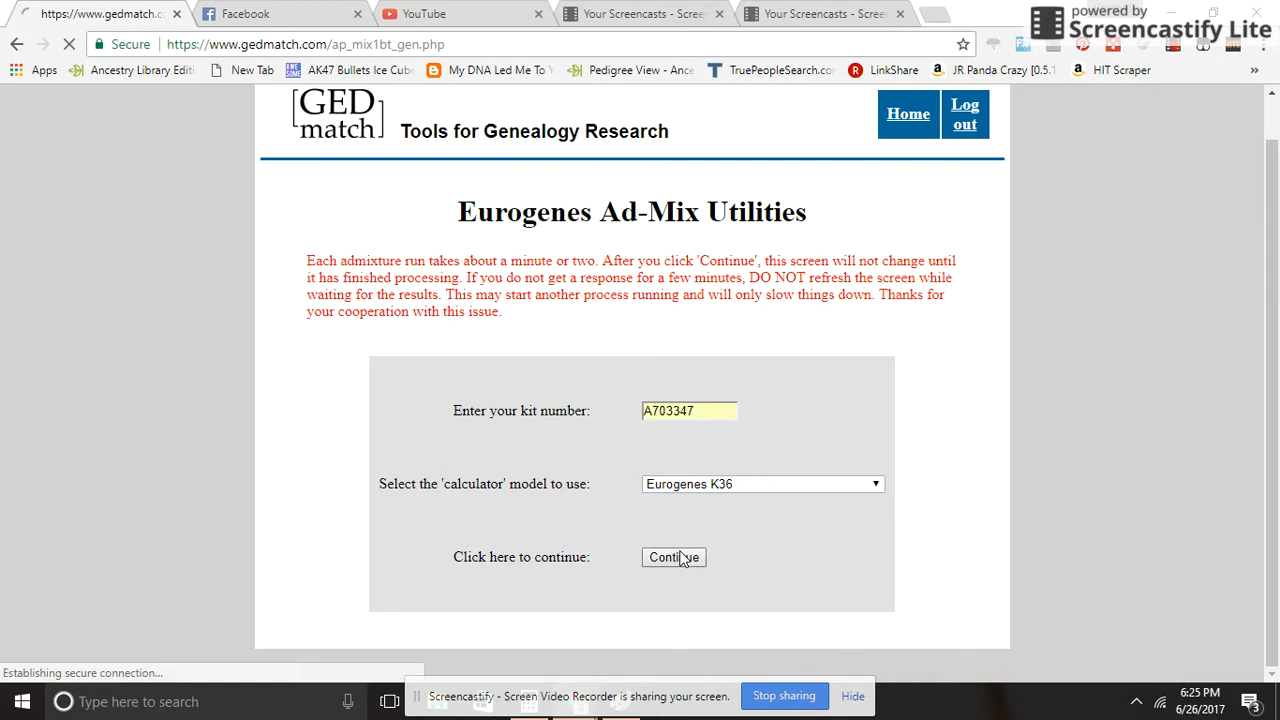 powered by
Screencastify Lite
https://www.gedmatch.com/
Facebook
YouTube
Your Screencasts - Scree
Your Screencasts - Scree
Secure https://www.gedmatch.com/ap_mix1bt_gen.php
Apps Ancestry Library Editi New Tab AK47 Bullets Ice Cub My DNA Led Me T Pedigree View - Ance TruePeopleSearch.co LinkShare JR Panda Crazy [0.5.1 HIT Scraper »
GED
match
Tools for Genealogy Research
Home
Log
out
Eurogenes Ad-Mix Utilities
Each admixture run takes about a minute or two. After you click 'Continue', this screen will not change until
it has finished processing. If you do not get a response for a few minutes, DO NOT refresh the screen while
waiting for the results. This may start another process running and will only slow things down. Thanks for
your cooperation with this issue.
Enter your kit number: A703347
Select the 'calculator' model to use: Eurogenes K36
Click here to continue: Continue
Establishing secure connection...
Screencastify - Screen Video Recorder is sharing your screen. Stop sharing Hide
Type here to search
6:25 PM
6/26/2017
3